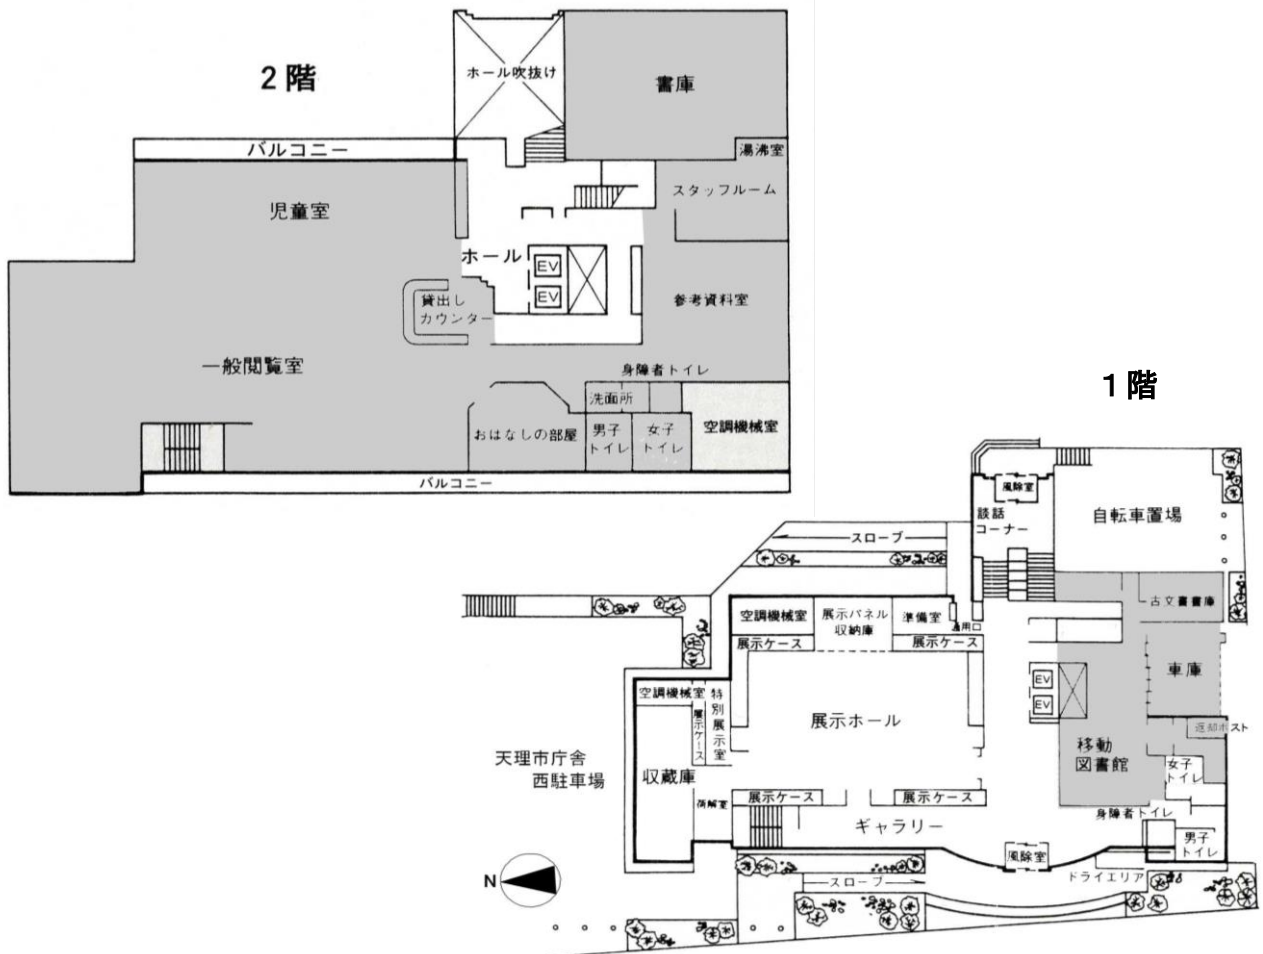 2階
ホール吹抜け
書庫
バルコニー
湯沸室
スタッフルーム
児童室
ホール
EV
EV
貸出し
カウンター
参考資料室
一般閲覧室
身障者トイレ
洗面所
おはなしの部屋
男子
トイレ
女子
トイレ
空調機械室
バルコニー
1階
風除室
談話
コーナー
自転車置場
スロープ
空調機械室
展示パネル
収納庫
準備室
通用口
古文書書庫
展示ケース
展示ケース
車庫
EV
EV
空調機械室
展示ケース
特別展示室
展示ホール
返却ポスト
移動
図書館
女子
トイレ
天理市庁舎
西駐車場
収蔵庫
荷解室
展示ケース
展示ケース
身障者トイレ
ギャラリー
男子
トイレ
風除室
ドライエリア
スロープ
N